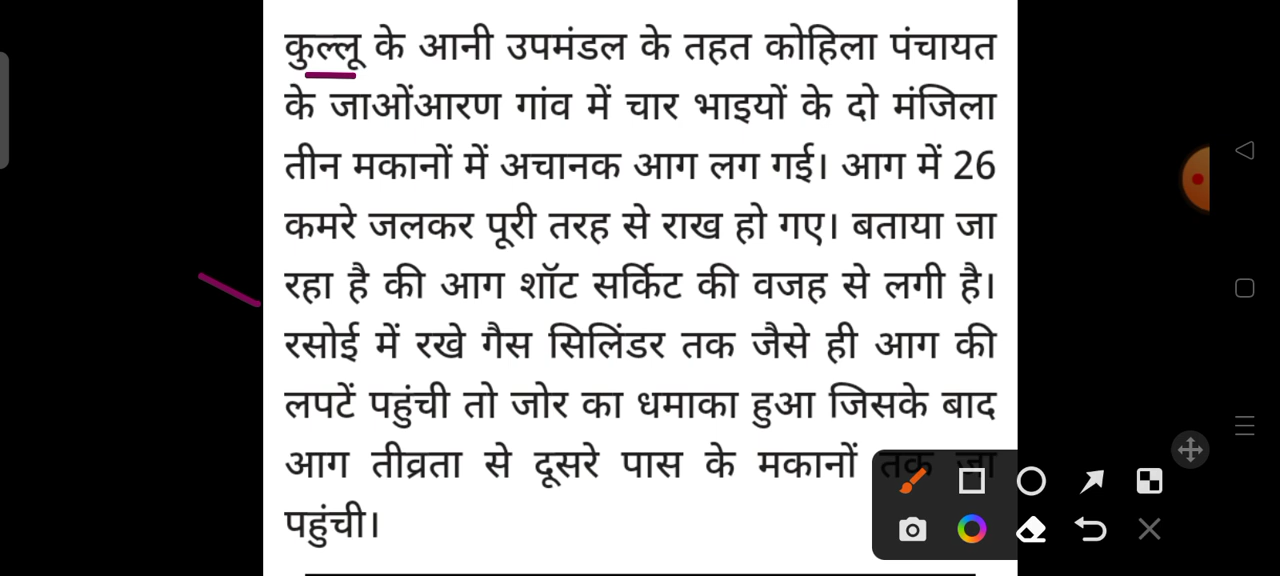 कुल्लू के आनी उपमंडल के तहत कोहिला पंचायत
के जाओंआरण गांव में चार भाइयों के दो मंजिला
तीन मकानों में अचानक आग लग गई। आग में 26
कमरे जलकर पूरी तरह से राख हो गए। बताया जा
रहा है की आग शॉट सर्किट की वजह से लगी है।
रसोई में रखे गैस सिलिंडर तक जैसे ही आग की
लपटें पहुंची तो जोर का धमाका हुआ जिसके बाद
आग तीव्रता से दूसरे पास के मकानों तक जा
पहुंची।